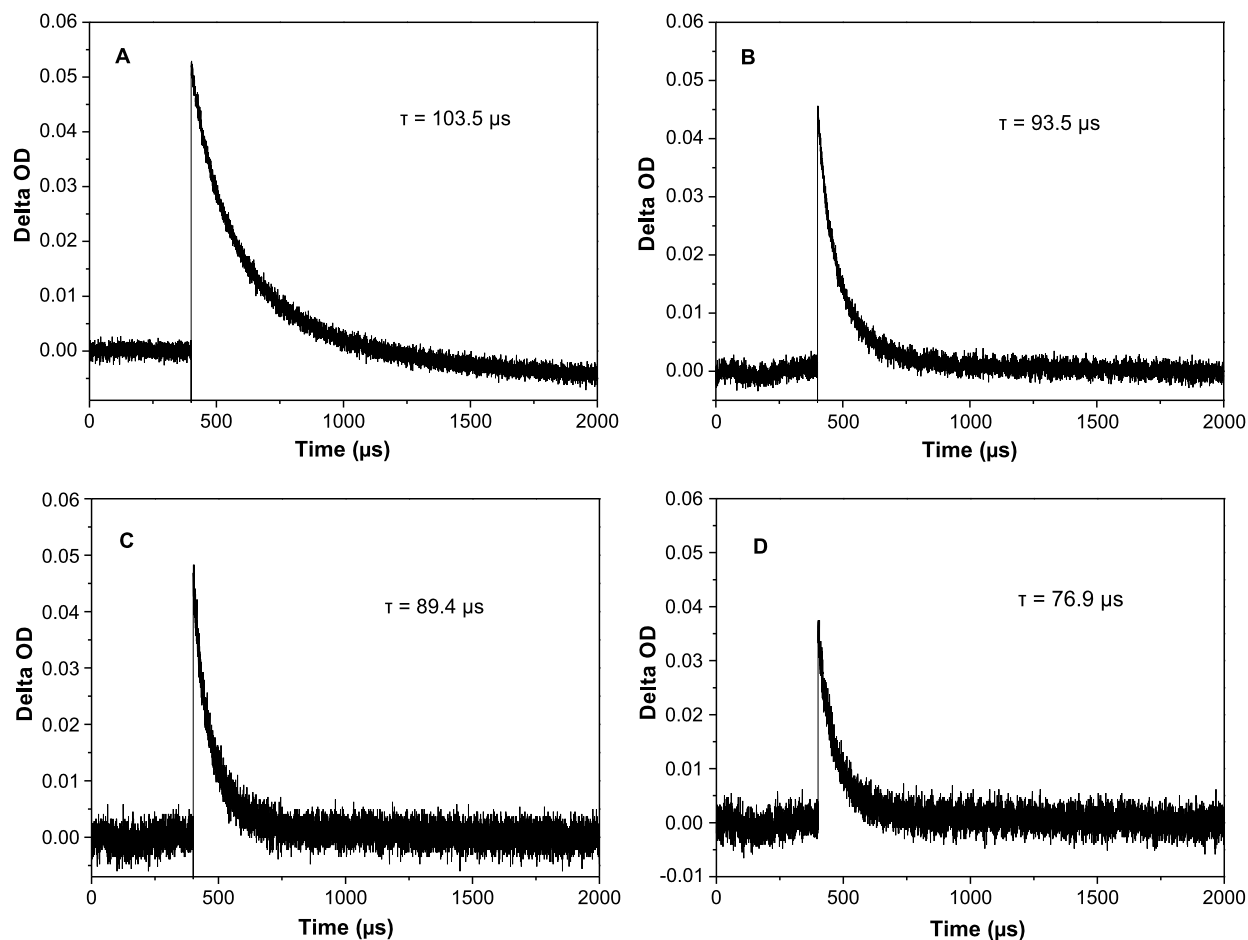 A
τ = 103.5 µs
Delta OD
0.06
0.05
0.04
0.03
0.02
0.01
0.00
0 500 1000 1500 2000
Time (µs)
B
τ = 93.5 µs
Delta OD
0.06
0.05
0.04
0.03
0.02
0.01
0.00
0 500 1000 1500 2000
Time (µs)
C
τ = 89.4 µs
Delta OD
0.06
0.05
0.04
0.03
0.02
0.01
0.00
0 500 1000 1500 2000
Time (µs)
D
τ = 76.9 µs
Delta OD
0.06
0.05
0.04
0.03
0.02
0.01
0.00
-0.01
0 500 1000 1500 2000
Time (µs)